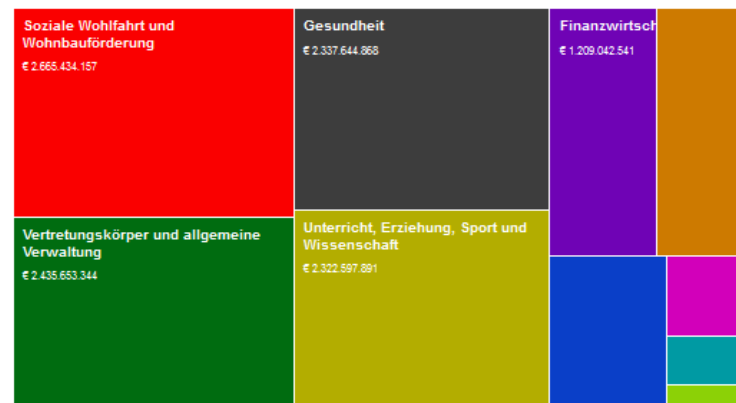 Soziale Wohlfahrt und
Wohnbauförderung
€ 2.665.434.157
Gesundheit
€ 2.337.644.868
Finanzwirtsch
€ 1.209.042.541
Vertretungskörper und allgemeine
Verwaltung
€ 2.435.653.344
Unterricht, Erziehung, Sport und
Wissenschaft
€ 2.322.597.891